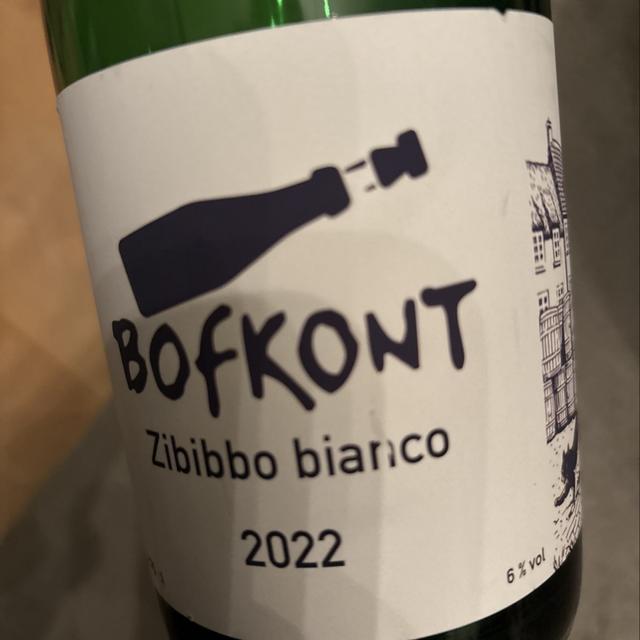 BOFKONT
Zibibbo bianco
2022
6 % vol